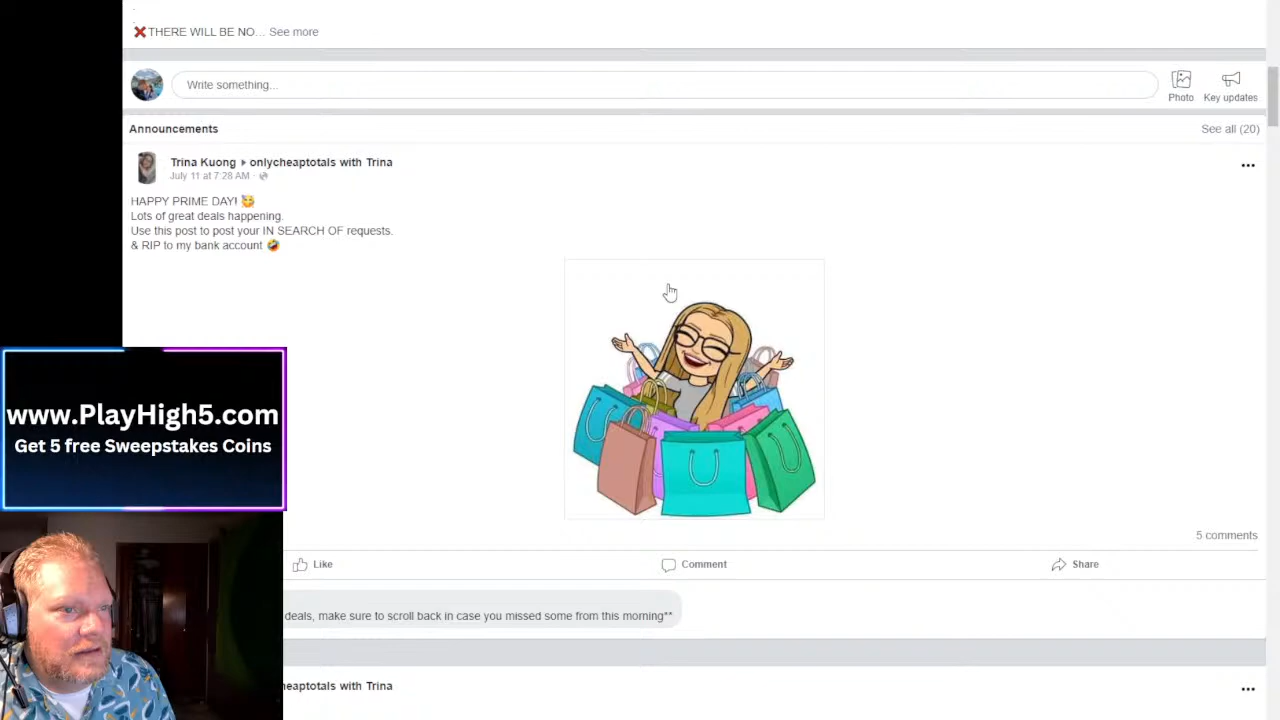 ❌THERE WILL BE NO... See more
Write something...
Photo
Key updates
Announcements
See all (20)
Trina Kuong ▸ onlycheaptotals with Trina
July 11 at 7:28 AM ·
HAPPY PRIME DAY! 🥳
Lots of great deals happening.
Use this post to post your IN SEARCH OF requests.
& RIP to my bank account 🤣
www.PlayHigh5.com
Get 5 free Sweepstakes Coins
5 comments
Like
Comment
Share
deals, make sure to scroll back in case you missed some from this morning**
heaptotals with Trina